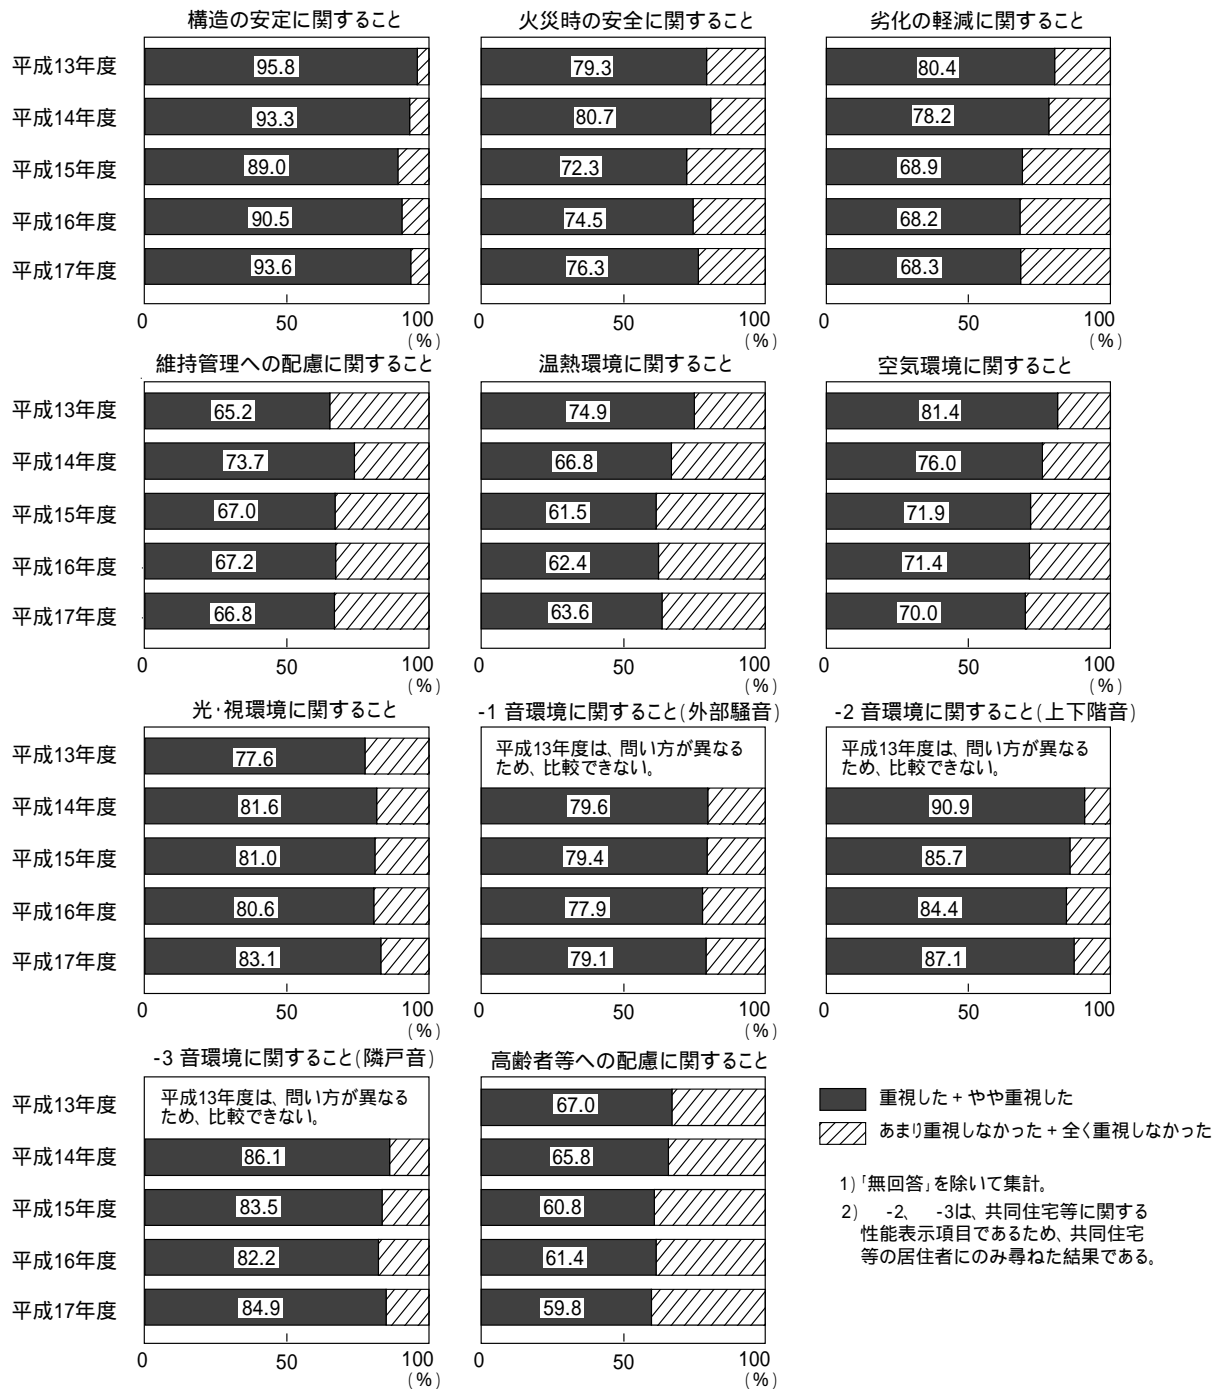 構造の安定に関すること
火災時の安全に関すること
劣化の軽減に関すること
平成13年度
95.8
79.3
80.4
平成14年度
93.3
80.7
78.2
平成15年度
89.0
72.3
68.9
平成16年度
90.5
74.5
68.2
平成17年度
93.6
76.3
68.3
0 50 100
(%)
0 50 100
(%)
0 50 100
(%)
維持管理への配慮に関すること
温熱環境に関すること
空気環境に関すること
平成13年度
65.2
74.9
81.4
平成14年度
73.7
66.8
76.0
平成15年度
67.0
61.5
71.9
平成16年度
67.2
62.4
71.4
平成17年度
66.8
63.6
70.0
0 50 100
(%)
0 50 100
(%)
0 50 100
(%)
光・視環境に関すること
-1 音環境に関すること(外部騒音)
-2 音環境に関すること(上下階音)
平成13年度
77.6
平成13年度は、問い方が異なる
ため、比較できない。
平成13年度は、問い方が異なる
ため、比較できない。
平成14年度
81.6
79.6
90.9
平成15年度
81.0
79.4
85.7
平成16年度
80.6
77.9
84.4
平成17年度
83.1
79.1
87.1
0 50 100
(%)
0 50 100
(%)
0 50 100
(%)
-3 音環境に関すること(隣戸音)
高齢者等への配慮に関すること
平成13年度
平成13年度は、問い方が異なる
ため、比較できない。
67.0
平成14年度
86.1
65.8
平成15年度
83.5
60.8
平成16年度
82.2
61.4
平成17年度
84.9
59.8
0 50 100
(%)
0 50 100
(%)
重視した + やや重視した
あまり重視しなかった + 全く重視しなかった
1)「無回答」を除いて集計。
2) -2、 -3は、共同住宅等に関する
性能表示項目であるため、共同住宅
等の居住者にのみ尋ねた結果である。